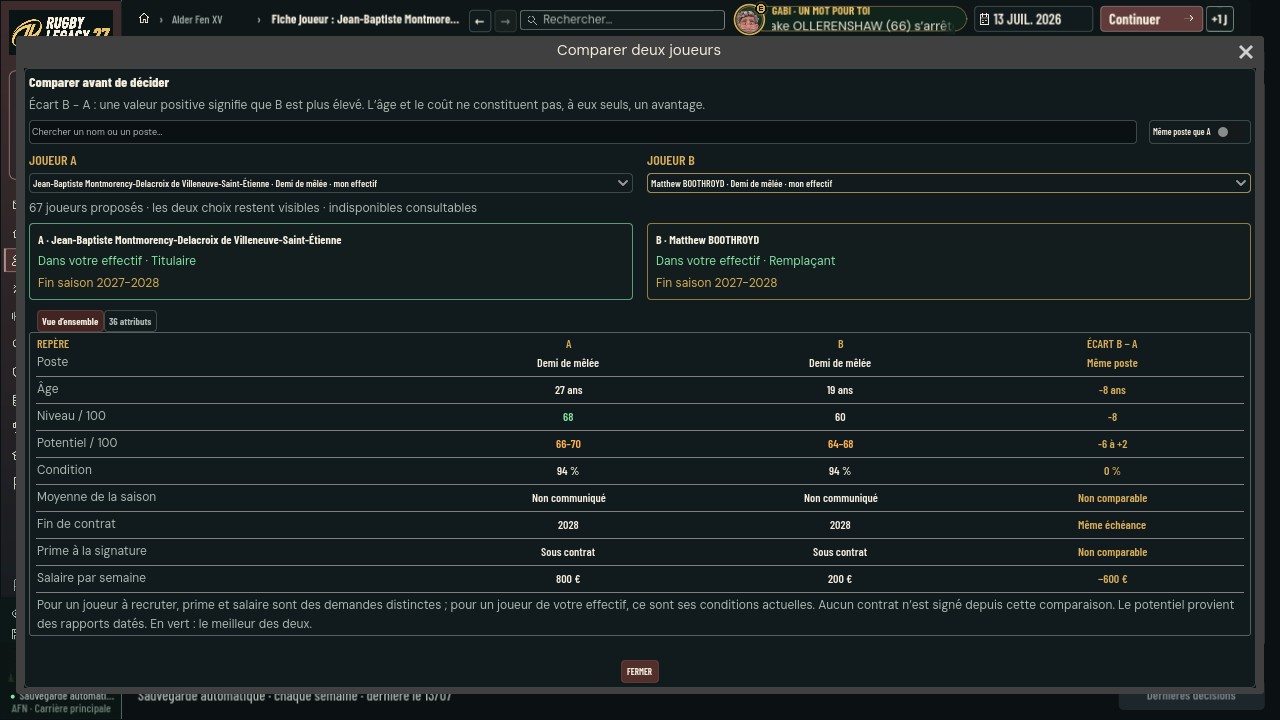 RUGBY
LEGACY 27
Alder Fen XV
Fiche joueur : Jean-Baptiste Montmore...
Rechercher...
GABI · UN MOT POUR TOI
ake OLLERENSHAW (66) s'arrêt
13 JUIL. 2026
Continuer
+1 J
Comparer deux joueurs
Comparer avant de décider
Écart B − A : une valeur positive signifie que B est plus élevé. L'âge et le coût ne constituent pas, à eux seuls, un avantage.
Chercher un nom ou un poste...
Même poste que A
JOUEUR A
JOUEUR B
Jean-Baptiste Montmorency-Delacroix de Villeneuve-Saint-Étienne · Demi de mêlée · mon effectif
Matthew BOOTHROYD · Demi de mêlée · mon effectif
67 joueurs proposés · les deux choix restent visibles · indisponibles consultables
A · Jean-Baptiste Montmorency-Delacroix de Villeneuve-Saint-Étienne
Dans votre effectif · Titulaire
Fin saison 2027-2028
B · Matthew BOOTHROYD
Dans votre effectif · Remplaçant
Fin saison 2027-2028
Vue d'ensemble
36 attributs
REPÈRE A B ÉCART B − A
Poste Demi de mêlée Demi de mêlée Même poste
Âge 27 ans 19 ans -8 ans
Niveau / 100 68 60 -8
Potentiel / 100 66-70 64-68 -6 à +2
Condition 94 % 94 % 0 %
Moyenne de la saison Non communiqué Non communiqué Non comparable
Fin de contrat 2028 2028 Même échéance
Prime à la signature Sous contrat Sous contrat Non comparable
Salaire par semaine 800 € 200 € −600 €
Pour un joueur à recruter, prime et salaire sont des demandes distinctes ; pour un joueur de votre effectif, ce sont ses conditions actuelles. Aucun contrat n'est signé depuis cette comparaison. Le potentiel provient
des rapports datés. En vert : le meilleur des deux.
FERMER
Sauvegarde automati...
AFN · Carrière principale
Sauvegarde automatique · chaque semaine · dernière le 13/07
Dernières décisions